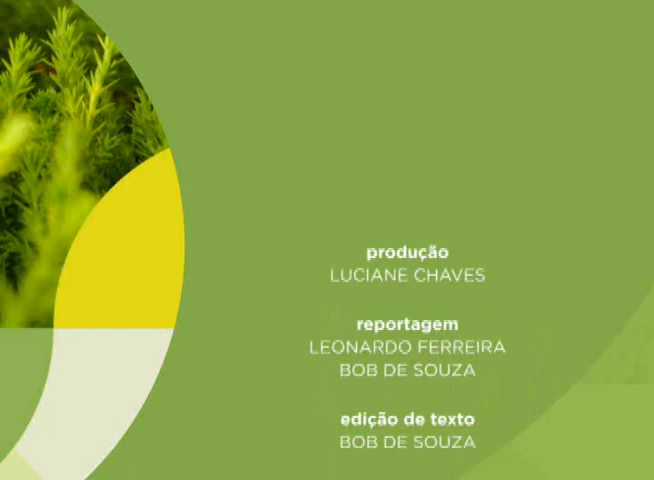 produção
LUCIANE CHAVES
reportagem
LEONARDO FERREIRA
BOB DE SOUZA
edição de texto
BOB DE SOUZA